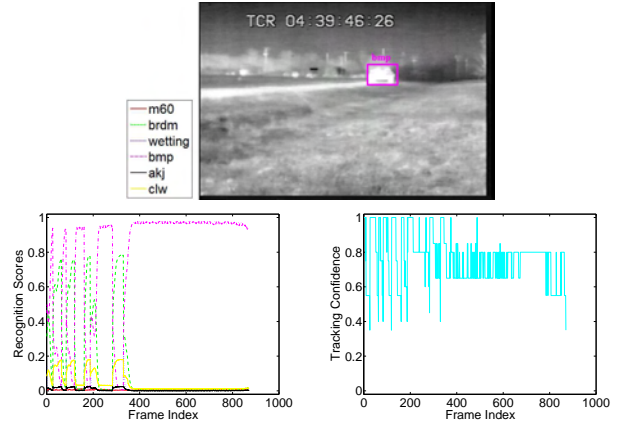 TCR 04:39:46:26
bmp
m60
brdm
wetting
bmp
akj
clw
Recognition Scores
1
0.8
0.6
0.4
0.2
0
0 200 400 600 800 1000
Frame Index
Tracking Confidence
1
0.8
0.6
0.4
0.2
0
0 200 400 600 800 1000
Frame Index